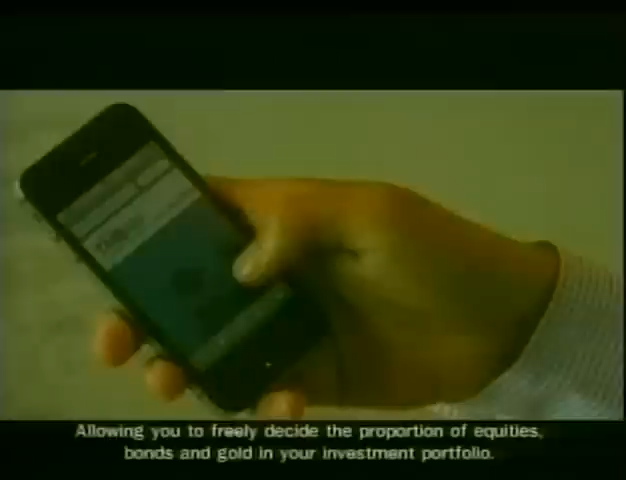 Allowing you to freely decide the proportion of equities,
bonds and gold in your investment portfolio.